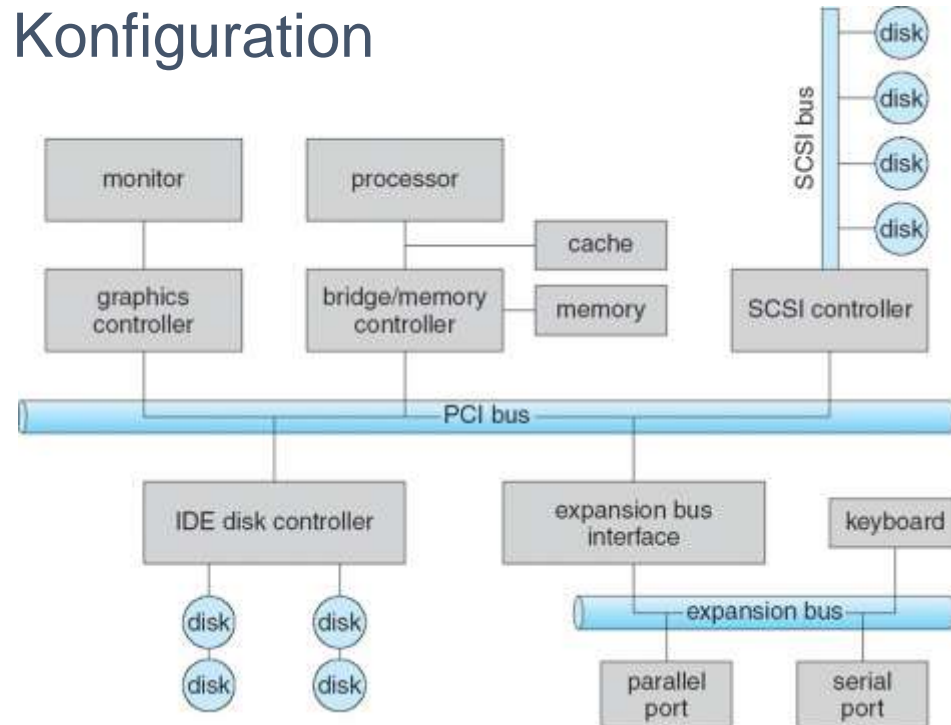 Konfiguration
disk
disk
disk
disk
SCSI bus
monitor
processor
cache
graphics
controller
bridge/memory
controller
memory
SCSI controller
PCI bus
IDE disk controller
expansion bus
interface
keyboard
disk
disk
disk
disk
expansion bus
parallel
port
serial
port